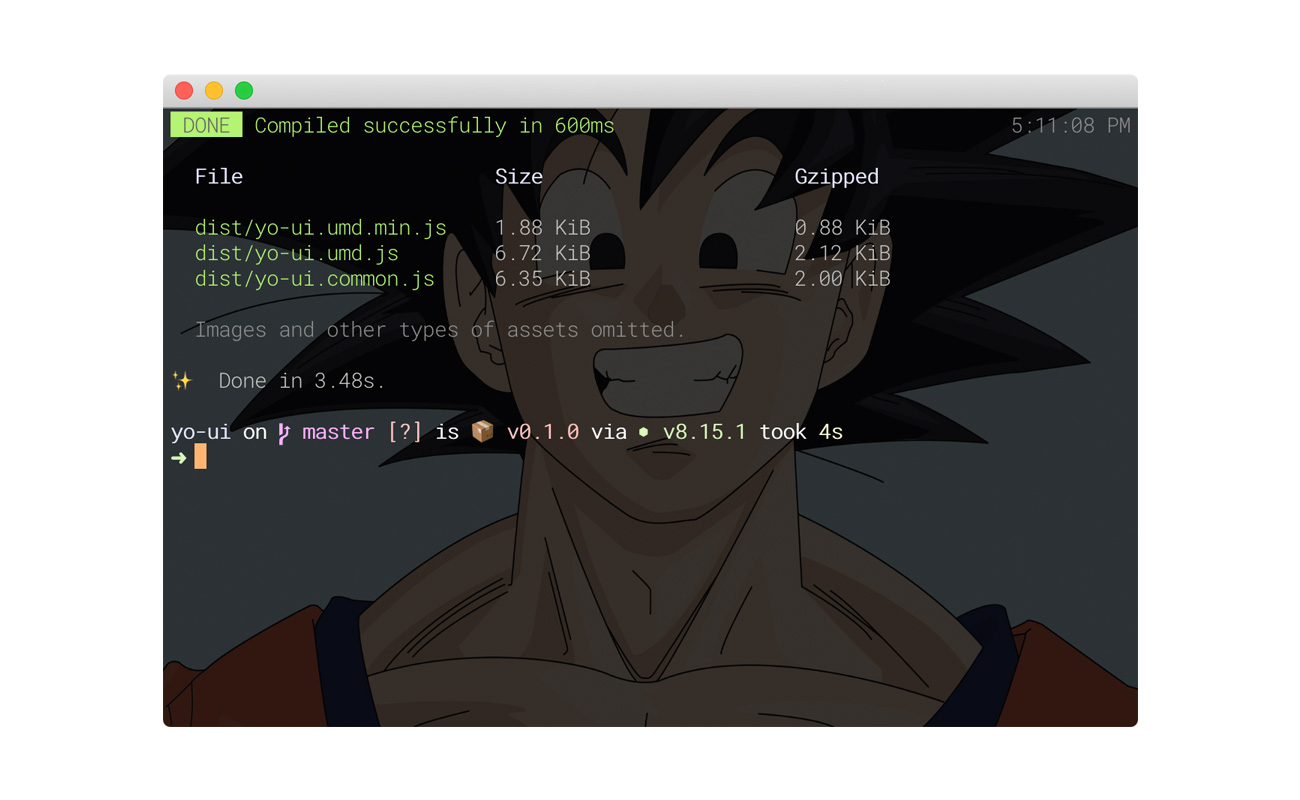 DONE Compiled successfully in 600ms 5:11:08 PM
File Size Gzipped
dist/yo-ui.umd.min.js 1.88 KiB 0.88 KiB
dist/yo-ui.umd.js 6.72 KiB 2.12 KiB
dist/yo-ui.common.js 6.35 KiB 2.00 KiB
Images and other types of assets omitted.
✨ Done in 3.48s.
yo-ui on master [?] is 📦 v0.1.0 via ⬢ v8.15.1 took 4s
➜